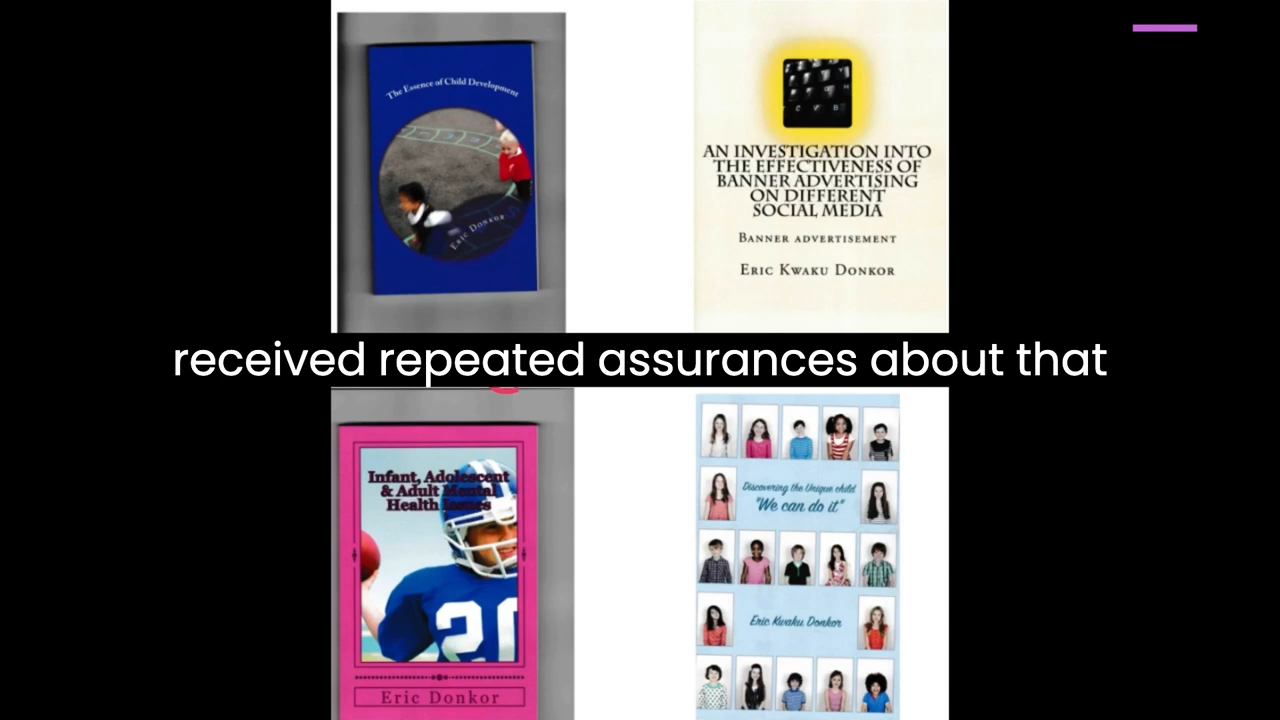 The Essence of Child Development
Eric Donkor
AN INVESTIGATION INTO
THE EFFECTIVENESS OF
BANNER ADVERTISING
ON DIFFERENT
SOCIAL MEDIA
BANNER ADVERTISEMENT
ERIC KWAKU DONKOR
received repeated assurances about that
Infant, Adolescent
& Adult Mental
Health Issues
20
Eric Donkor
Discovering the Unique child
"We can do it"
Eric Kwaku Donkor